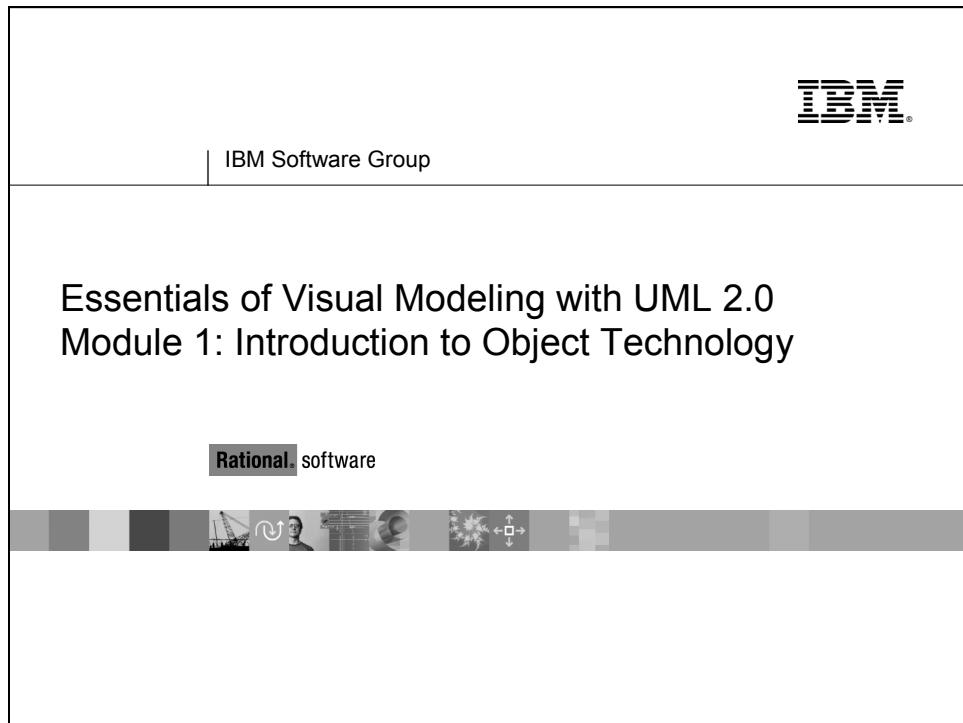 IBM®
IBM Software Group
Essentials of Visual Modeling with UML 2.0
Module 1: Introduction to Object Technology
Rational® software